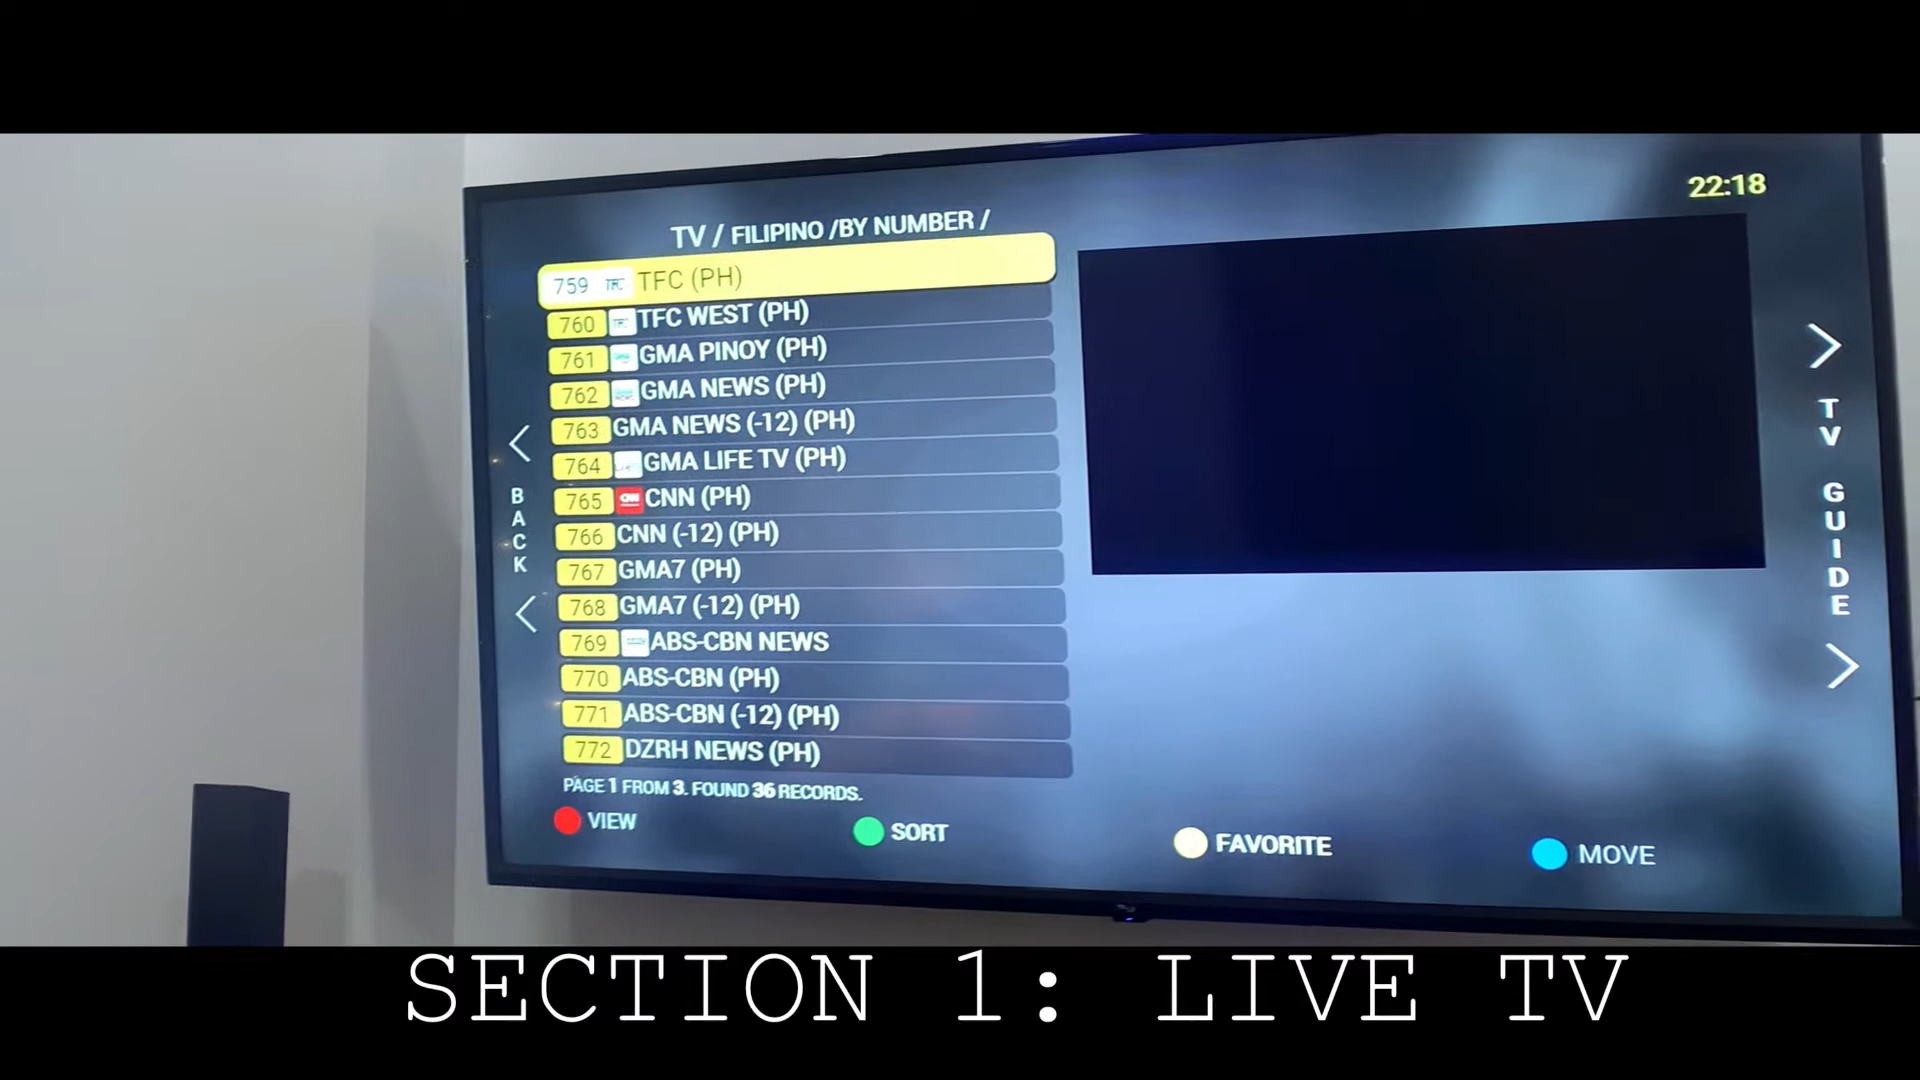 22:18
TV / FILIPINO /BY NUMBER /
759 TFC TFC (PH)
760 TFC TFC WEST (PH)
761 GMA PINOY (PH)
762 GMA NEWS (PH)
763 GMA NEWS (-12) (PH)
764 GMA LIFE TV (PH)
765 CNN CNN (PH)
766 CNN (-12) (PH)
767 GMA7 (PH)
768 GMA7 (-12) (PH)
769 ABS-CBN NEWS
770 ABS-CBN (PH)
771 ABS-CBN (-12) (PH)
772 DZRH NEWS (PH)
PAGE 1 FROM 3. FOUND 36 RECORDS.
VIEW SORT FAVORITE MOVE
BACK
TV GUIDE
SECTION 1: LIVE TV